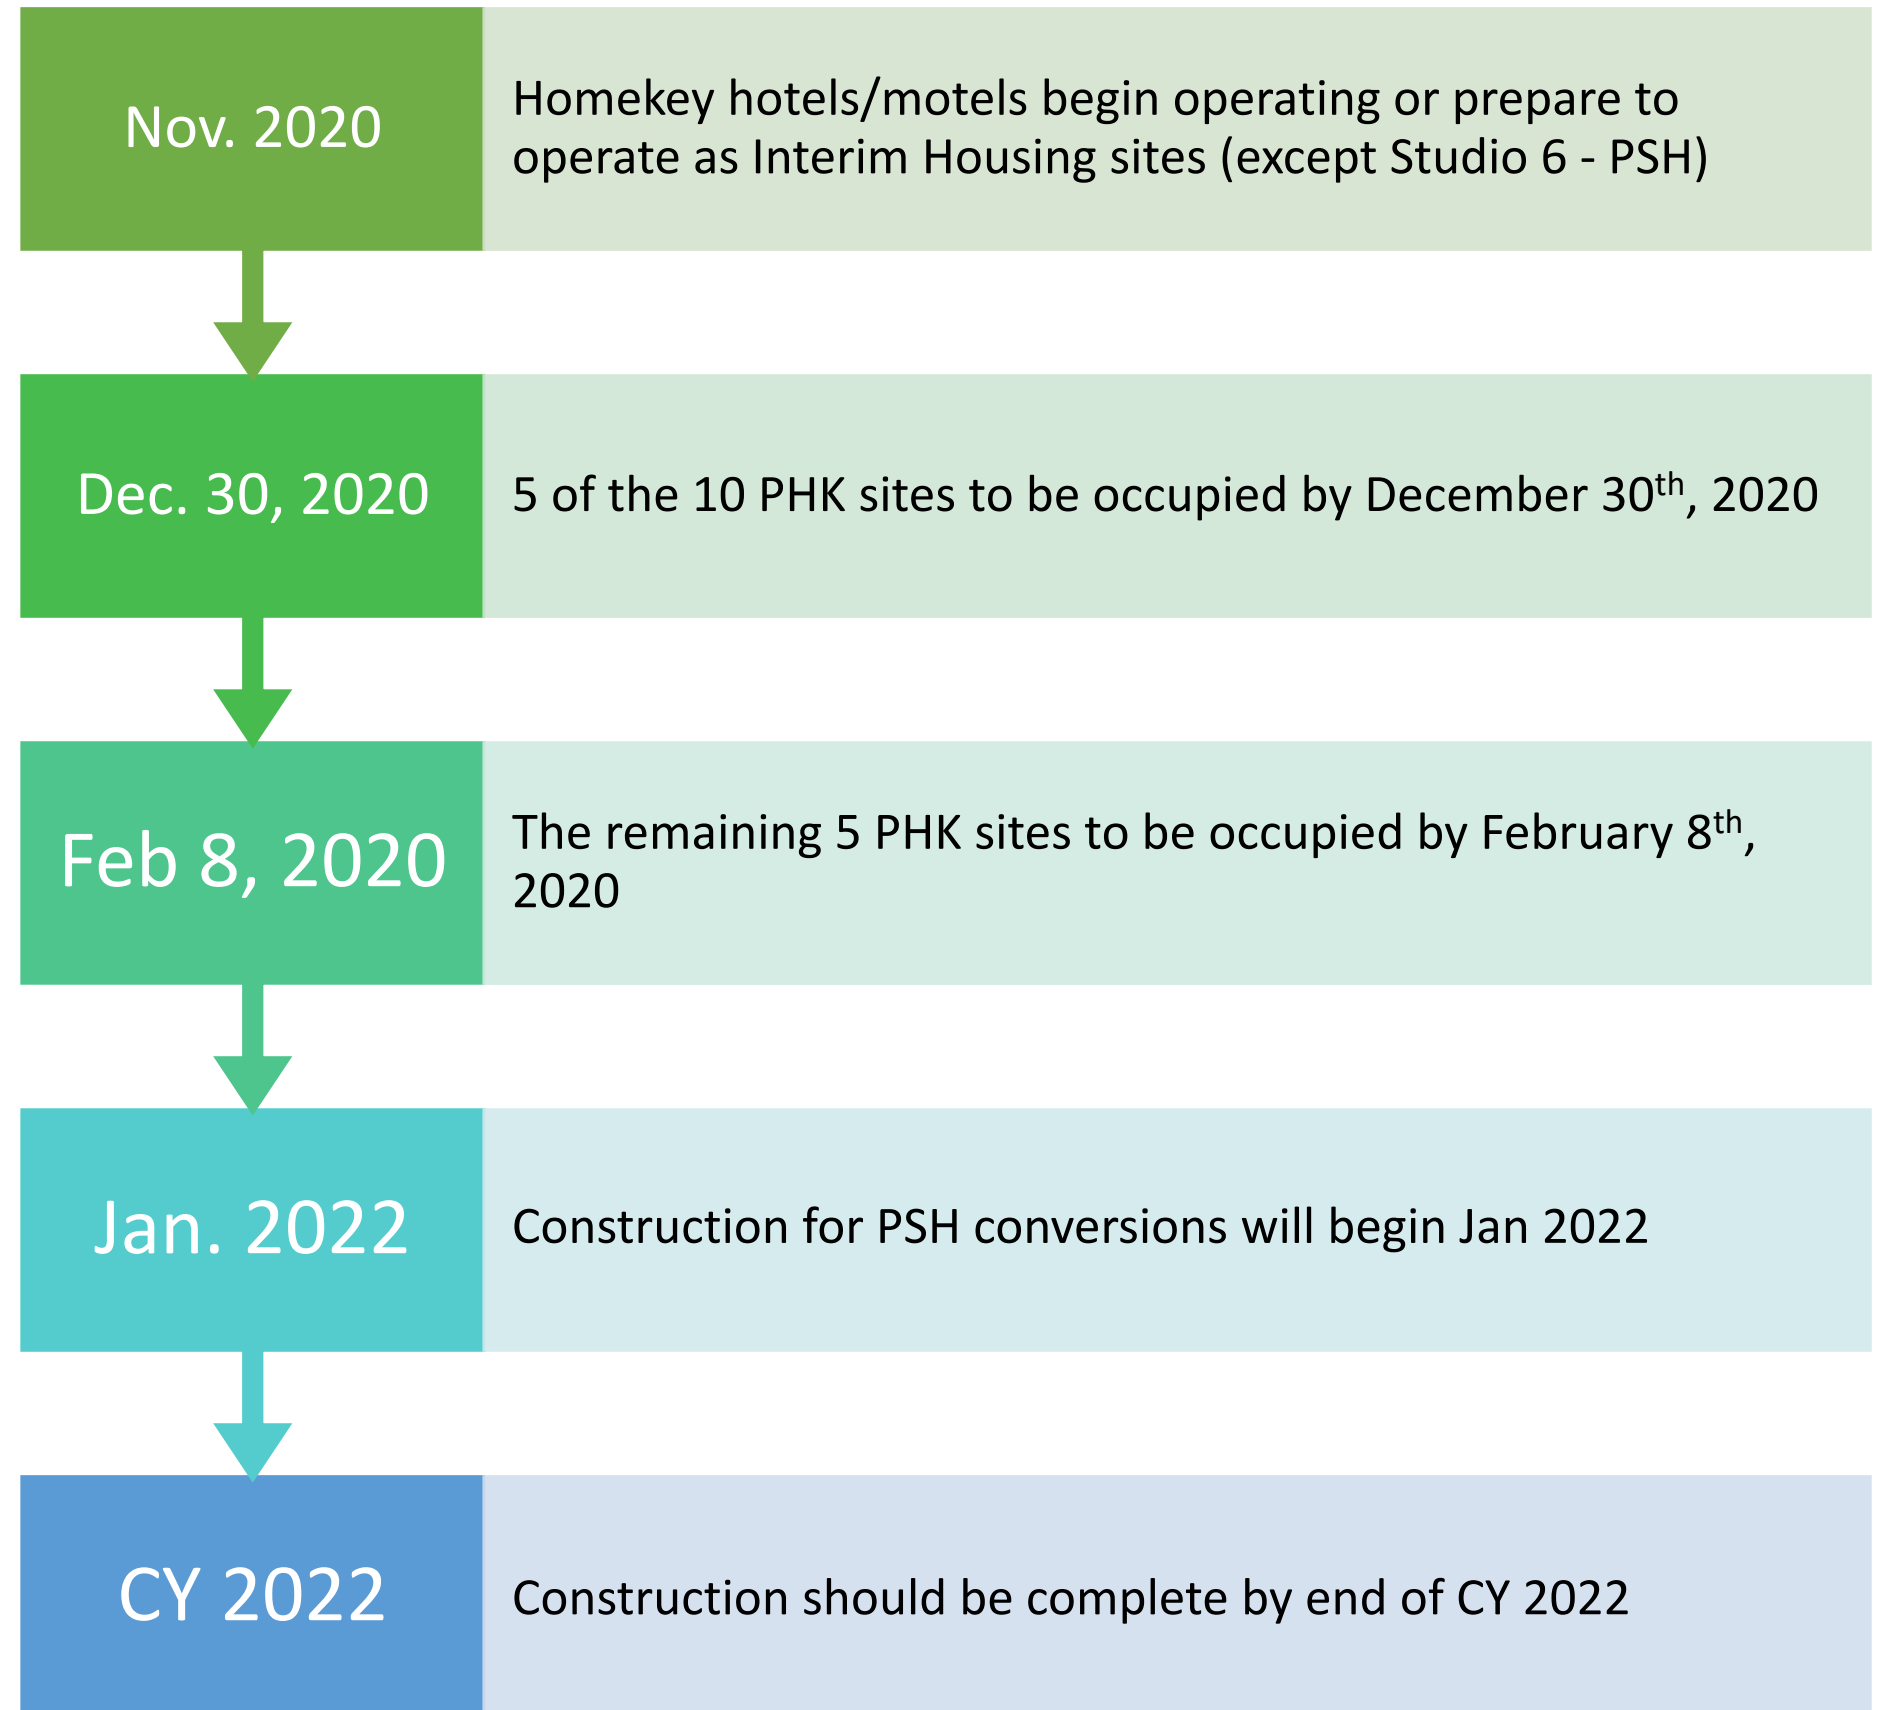 Nov. 2020
Homekey hotels/motels begin operating or prepare to
operate as Interim Housing sites (except Studio 6 - PSH)
Dec. 30, 2020
5 of the 10 PHK sites to be occupied by December 30th, 2020
Feb 8, 2020
The remaining 5 PHK sites to be occupied by February 8th,
2020
Jan. 2022
Construction for PSH conversions will begin Jan 2022
CY 2022
Construction should be complete by end of CY 2022